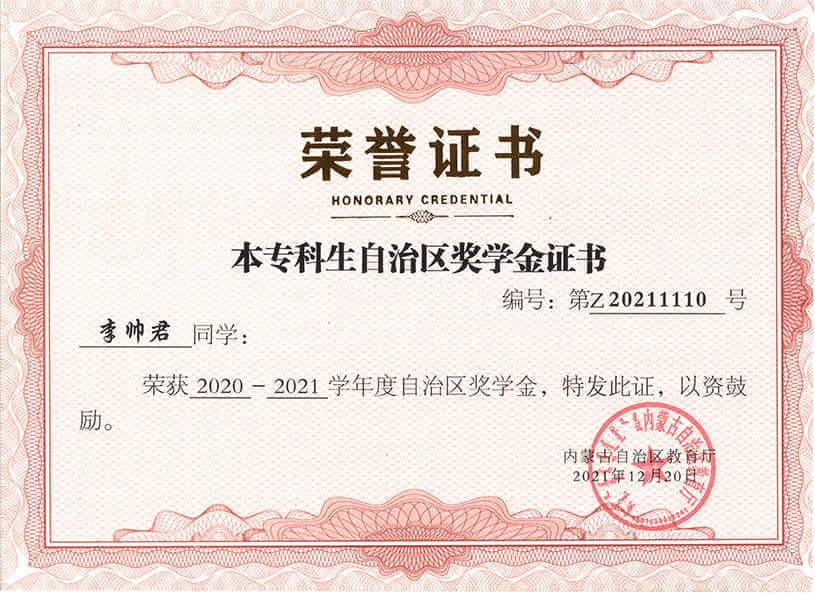 荣誉证书
HONORARY CREDENTIAL
本专科生自治区奖学金证书
编号：第Z 20211110 号
李帅君 同学：
荣获 2020 - 2021 学年度自治区奖学金，特发此证，以资鼓
励。
内蒙古自治区教育厅
2021年12月20日
内蒙古自治区教育厅